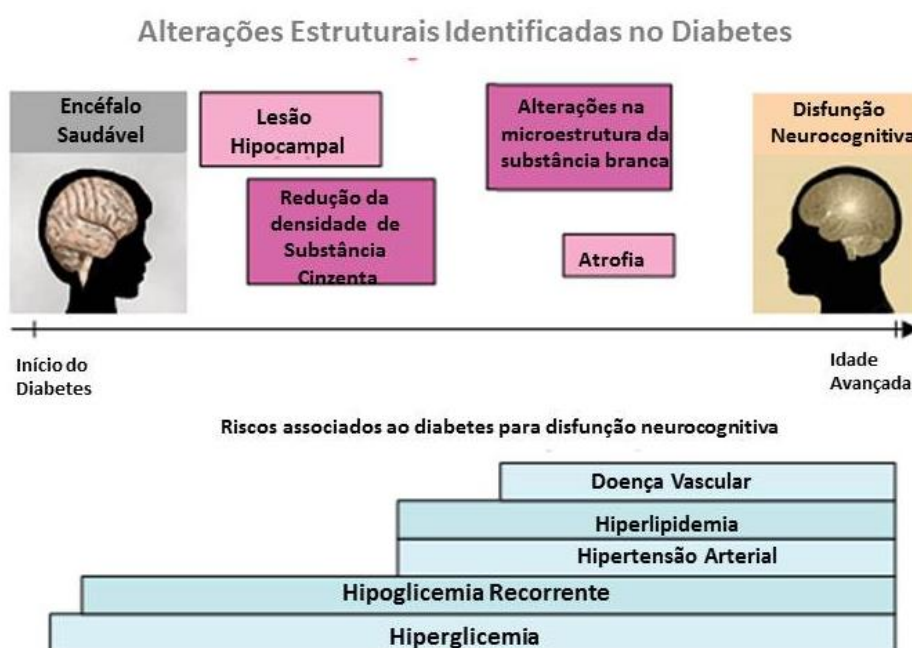 Alterações Estruturais Identificadas no Diabetes
Encéfalo
Saudável
Lesão
Hipocampal
Redução da
densidade de
Substância
Cinzenta
Alterações na
microestrutura da
substância branca
Atrofia
Disfunção
Neurocognitiva
Início do
Diabetes
Idade
Avançada
Riscos associados ao diabetes para disfunção neurocognitiva
Doença Vascular
Hiperlipidemia
Hipertensão Arterial
Hipoglicemia Recorrente
Hiperglicemia